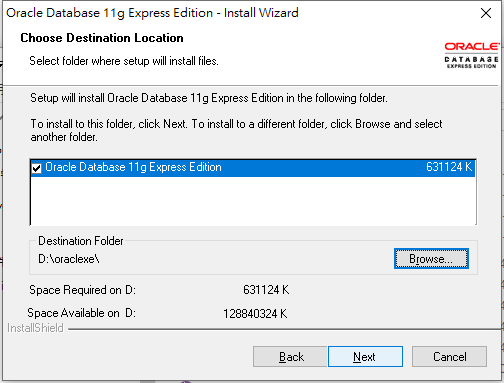 Oracle Database 11g Express Edition - Install Wizard
Choose Destination Location
Select folder where setup will install files.
ORACLE
DATABASE
EXPRESS EDITION
Setup will install Oracle Database 11g Express Edition in the following folder.
To install to this folder, click Next. To install to a different folder, click Browse and select
another folder.
Oracle Database 11g Express Edition 631124 K
Destination Folder
D:\oraclexe\
Browse...
Space Required on D: 631124 K
Space Available on D: 128840324 K
InstallShield
Back Next Cancel